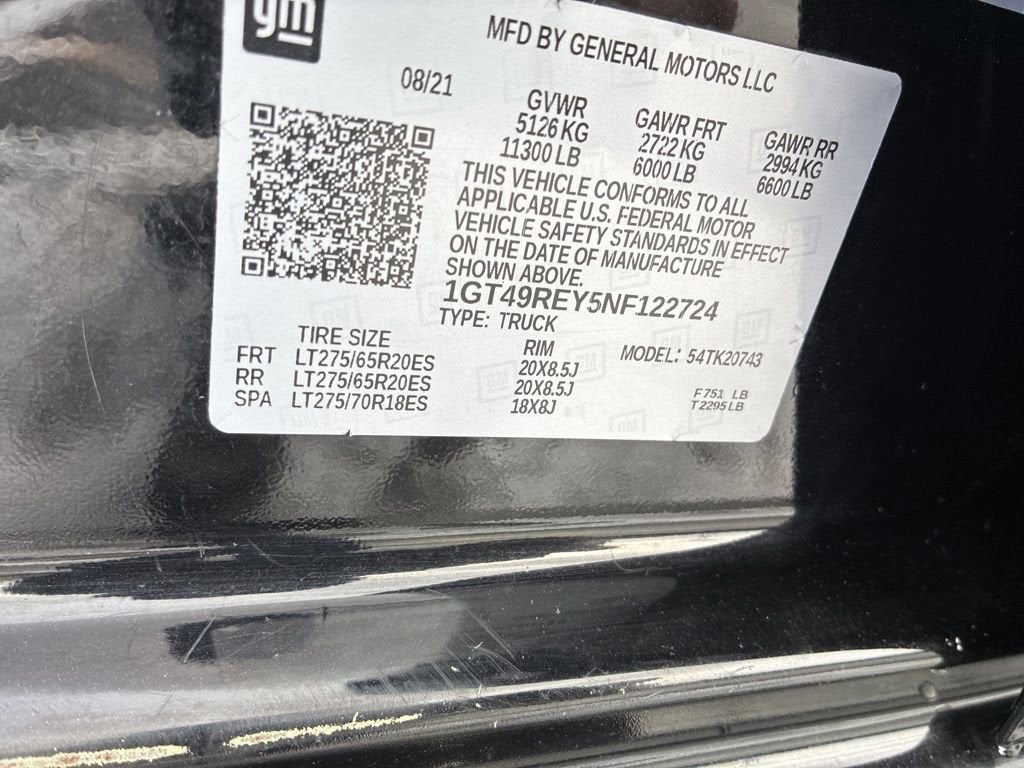 gm
MFD BY GENERAL MOTORS LLC
08/21
GVWR GAWR FRT GAWR RR
5126 KG 2722 KG 2994 KG
11300 LB 6000 LB 6600 LB
THIS VEHICLE CONFORMS TO ALL
APPLICABLE U.S. FEDERAL MOTOR
VEHICLE SAFETY STANDARDS IN EFFECT
ON THE DATE OF MANUFACTURE
SHOWN ABOVE.
1GT49REY5NF122724
TYPE: TRUCK
TIRE SIZE RIM MODEL: 54TK20743
FRT LT275/65R20ES 20X8.5J
RR LT275/65R20ES 20X8.5J
SPA LT275/70R18ES 18X8J
F751 LB
T2295 LB